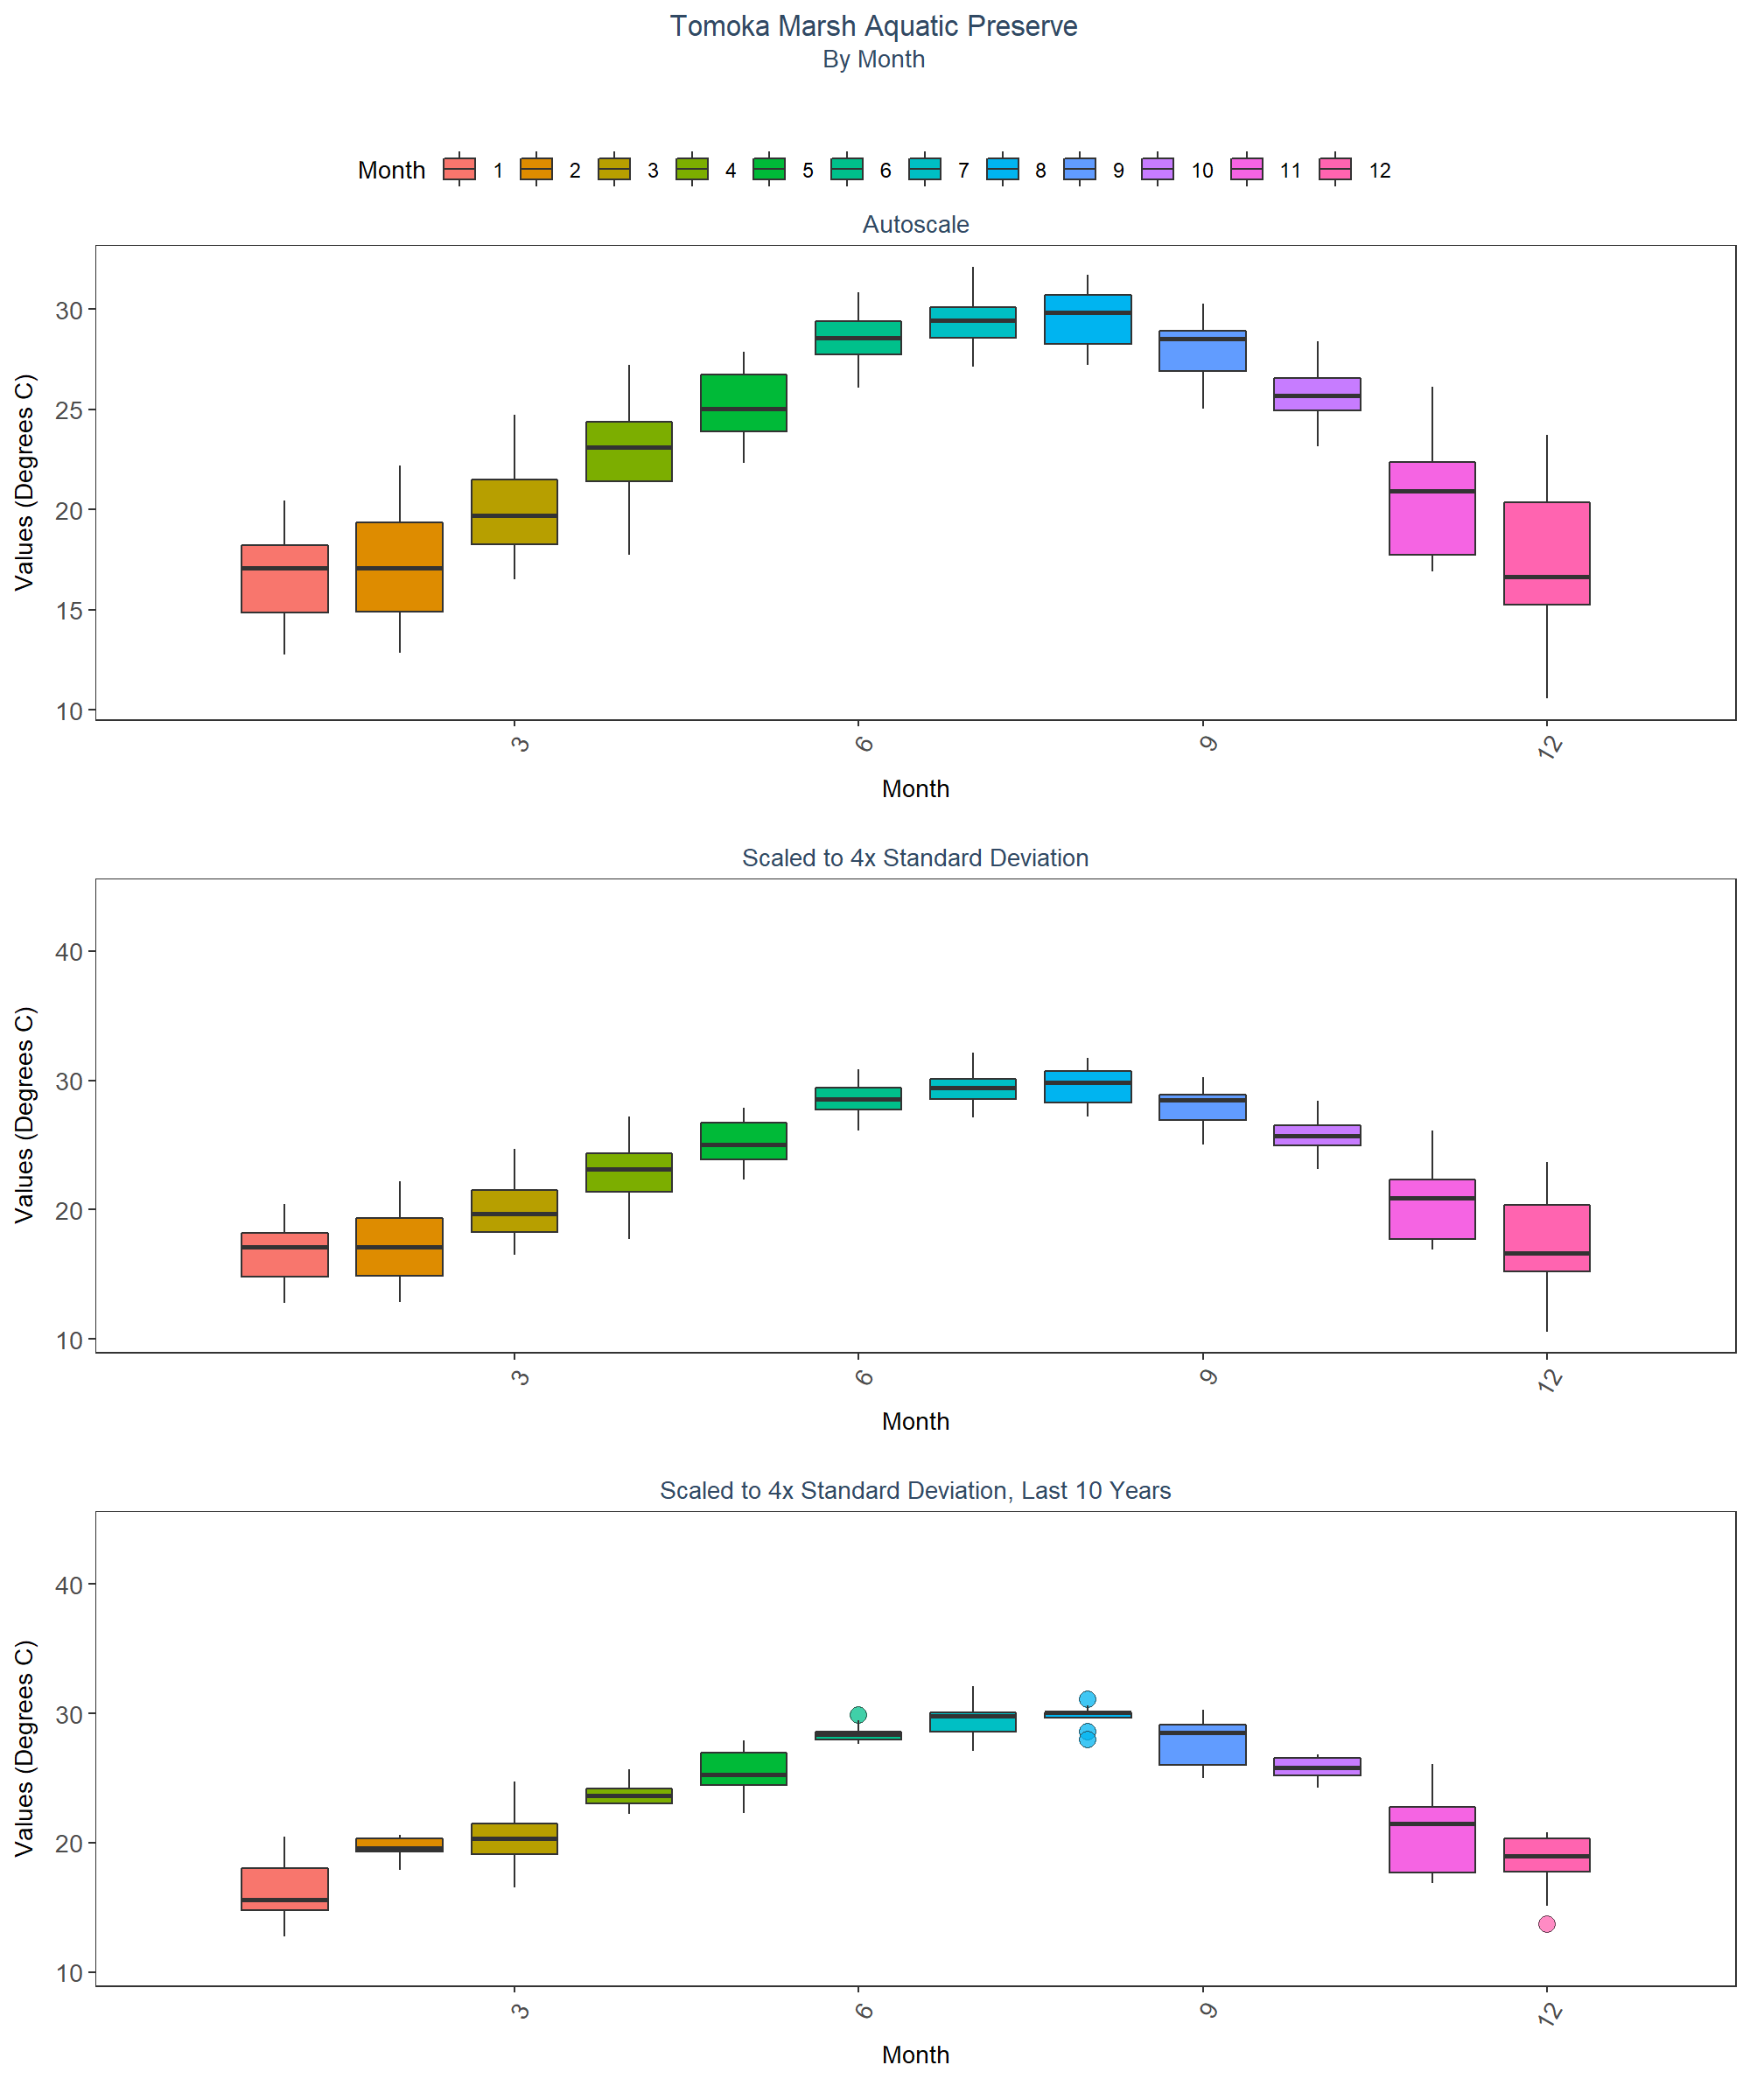 Tomoka Marsh Aquatic Preserve
By Month
Month 1 2 3 4 5 6 7 8 9 10 11 12
Autoscale
Values (Degrees C)
30
25
20
15
10
3 6 9 12
Month
Scaled to 4x Standard Deviation
Values (Degrees C)
40
30
20
10
3 6 9 12
Month
Scaled to 4x Standard Deviation, Last 10 Years
Values (Degrees C)
40
30
20
10
3 6 9 12
Month